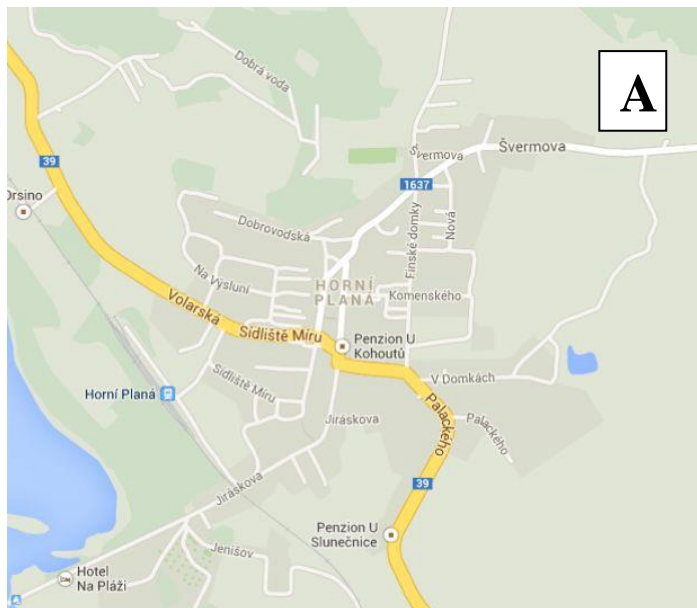 Dobrá voda
A
Švermova
Švermova
39
1637
Orsino
Dobrovodská
Nová
Finské domky
Na Výsluní
HORNÍ
PLANÁ
Komenského
Volarská
Sídliště Míru
Penzion U
Kohoutů
V Domkách
Horní Planá
Sídliště Míru
Palackého
Jiráskova
Palackého
Jiráskova
39
Penzion U
Slunečnice
Jenišov
Hotel
Na Pláži